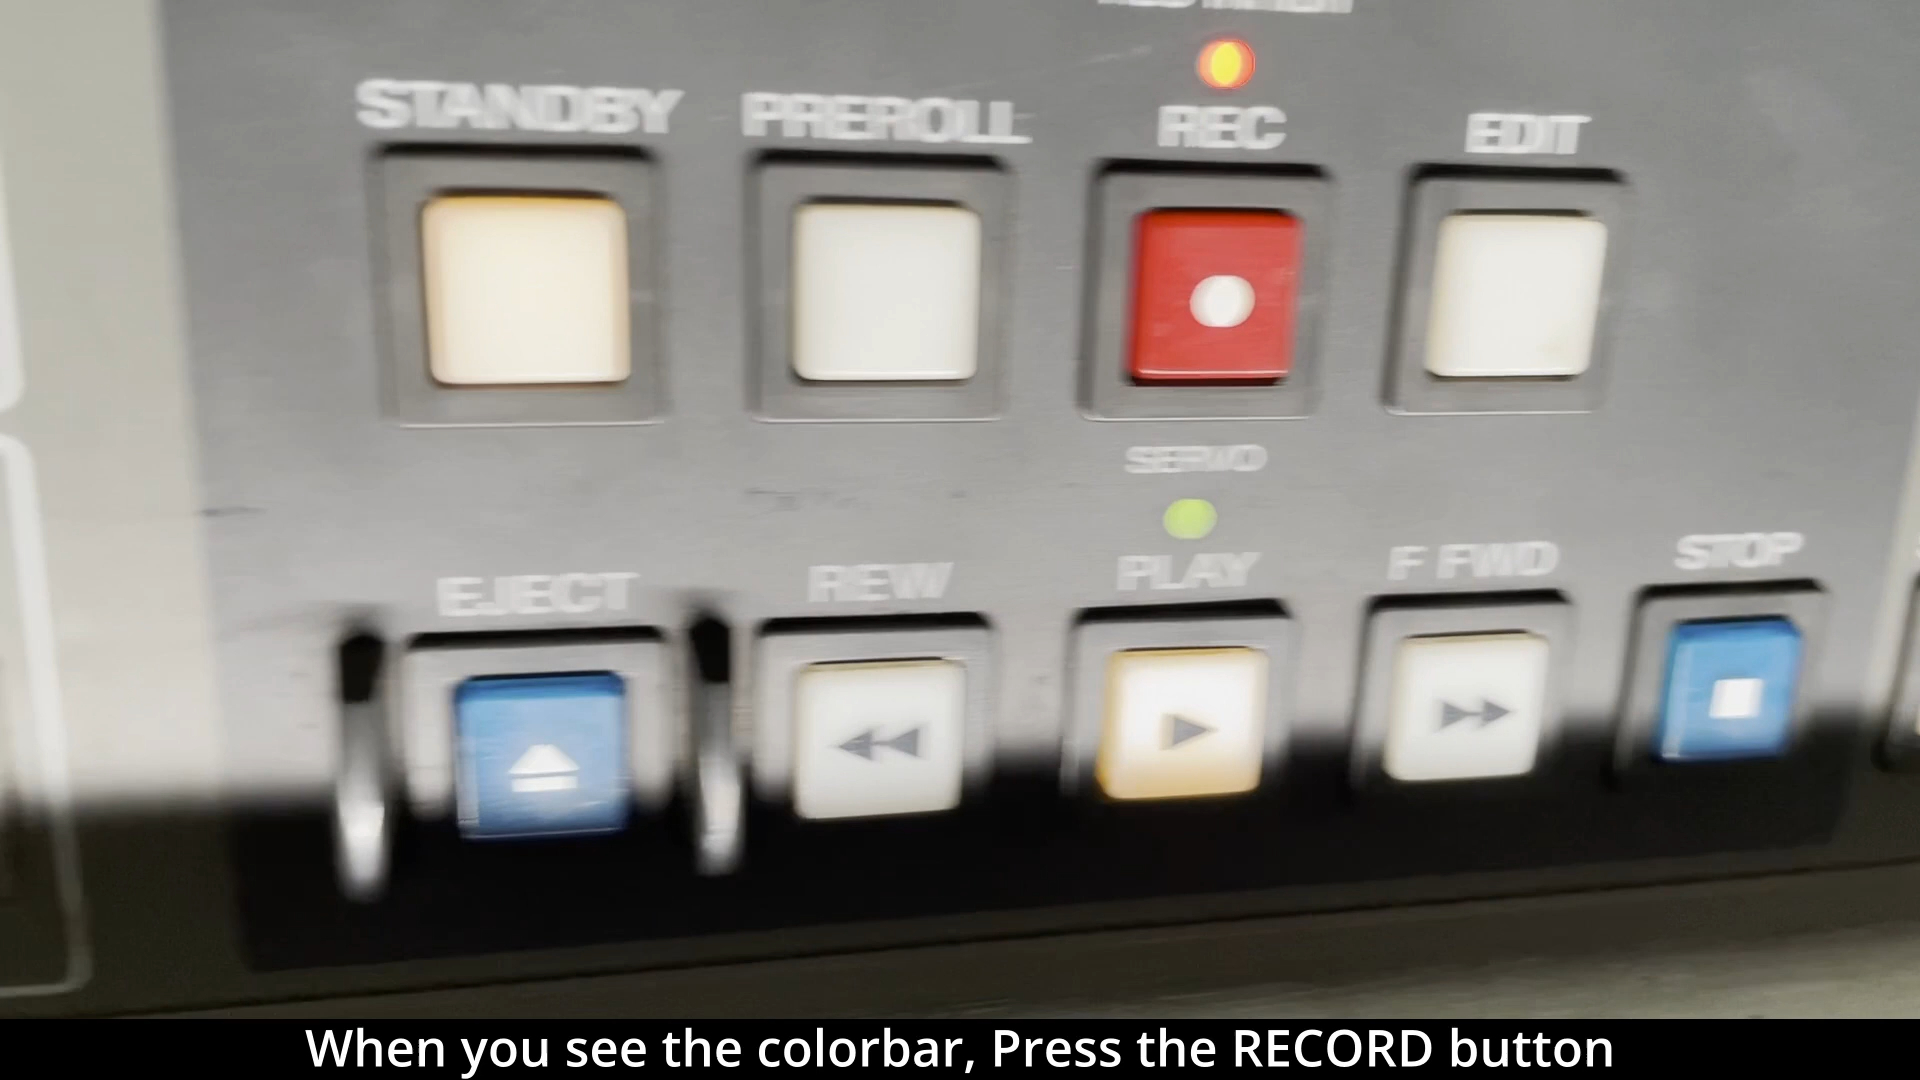 STANDBY PREROLL REC EDIT
SERVO
EJECT REW PLAY F FWD STOP
When you see the colorbar, Press the RECORD button